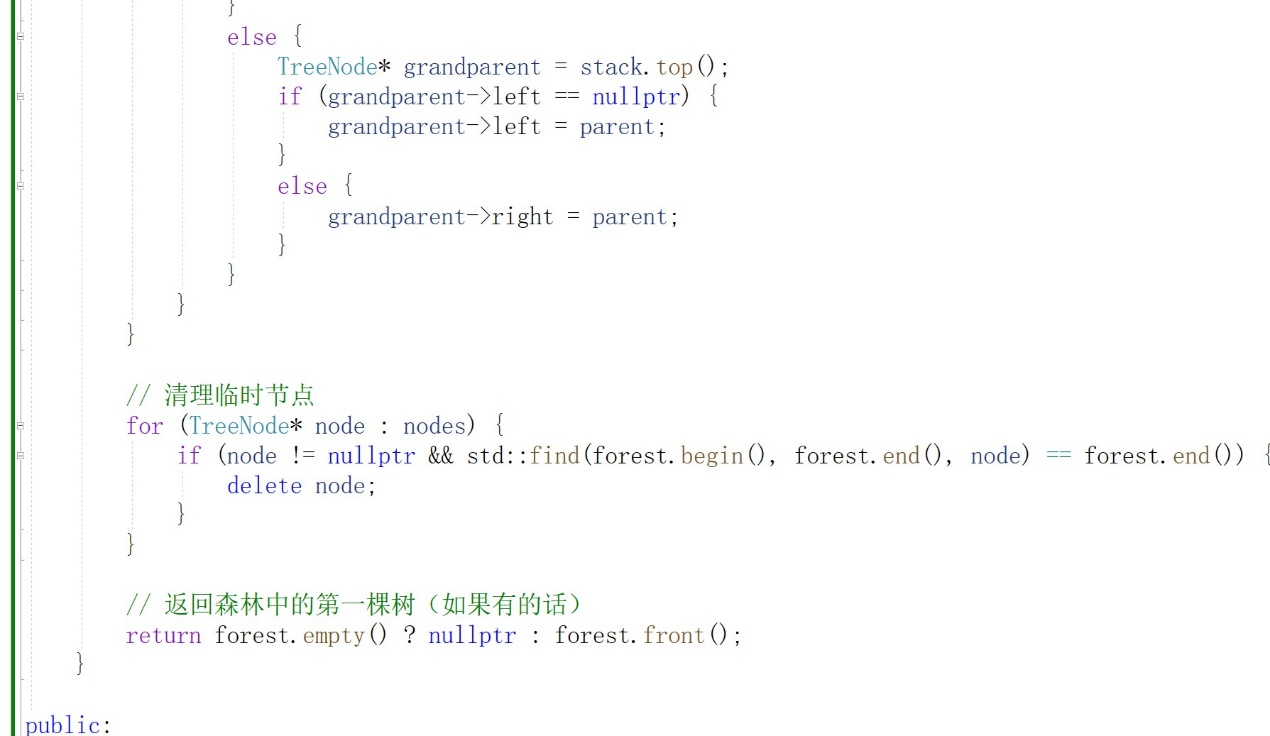 }
else {
TreeNode* grandparent = stack.top();
if (grandparent->left == nullptr) {
grandparent->left = parent;
}
else {
grandparent->right = parent;
}
}
}
}
// 清理临时节点
for (TreeNode* node : nodes) {
if (node != nullptr && std::find(forest.begin(), forest.end(), node) == forest.end()) {
delete node;
}
}
// 返回森林中的第一棵树（如果有的话）
return forest.empty() ? nullptr : forest.front();
}
public: